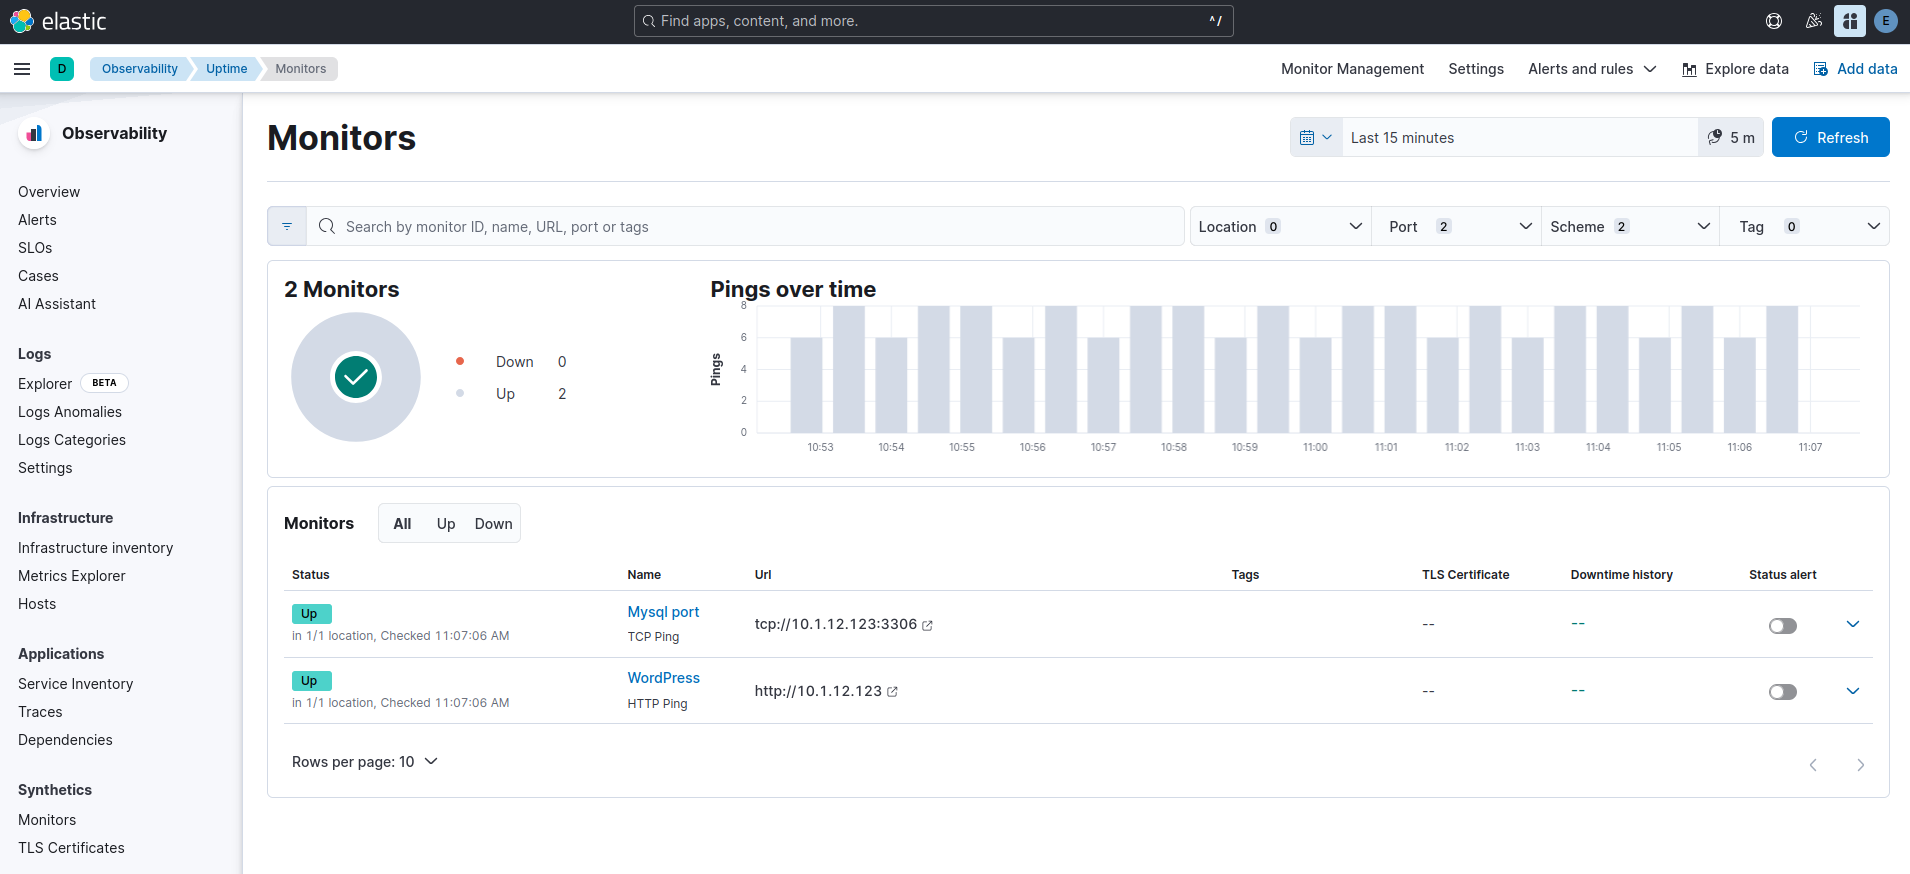 elastic
Find apps, content, and more.
^/
E
D
Observability
Uptime
Monitors
Monitor Management
Settings
Alerts and rules
Explore data
Add data
Observability
Overview
Alerts
SLOs
Cases
AI Assistant
Logs
Explorer BETA
Logs Anomalies
Logs Categories
Settings
Infrastructure
Infrastructure inventory
Metrics Explorer
Hosts
Applications
Service Inventory
Traces
Dependencies
Synthetics
Monitors
TLS Certificates
Monitors
Last 15 minutes
5 m
Refresh
Search by monitor ID, name, URL, port or tags
Location 0
Port 2
Scheme 2
Tag 0
2 Monitors
Down 0
Up 2
Pings over time
Pings
8
6
4
2
0
10:53 10:54 10:55 10:56 10:57 10:58 10:59 11:00 11:01 11:02 11:03 11:04 11:05 11:06 11:07
Monitors
All Up Down
Status Name Url Tags TLS Certificate Downtime history Status alert
Up
in 1/1 location, Checked 11:07:06 AM
Mysql port
TCP Ping
tcp://10.1.12.123:3306
--
--
Up
in 1/1 location, Checked 11:07:06 AM
WordPress
HTTP Ping
http://10.1.12.123
--
--
Rows per page: 10